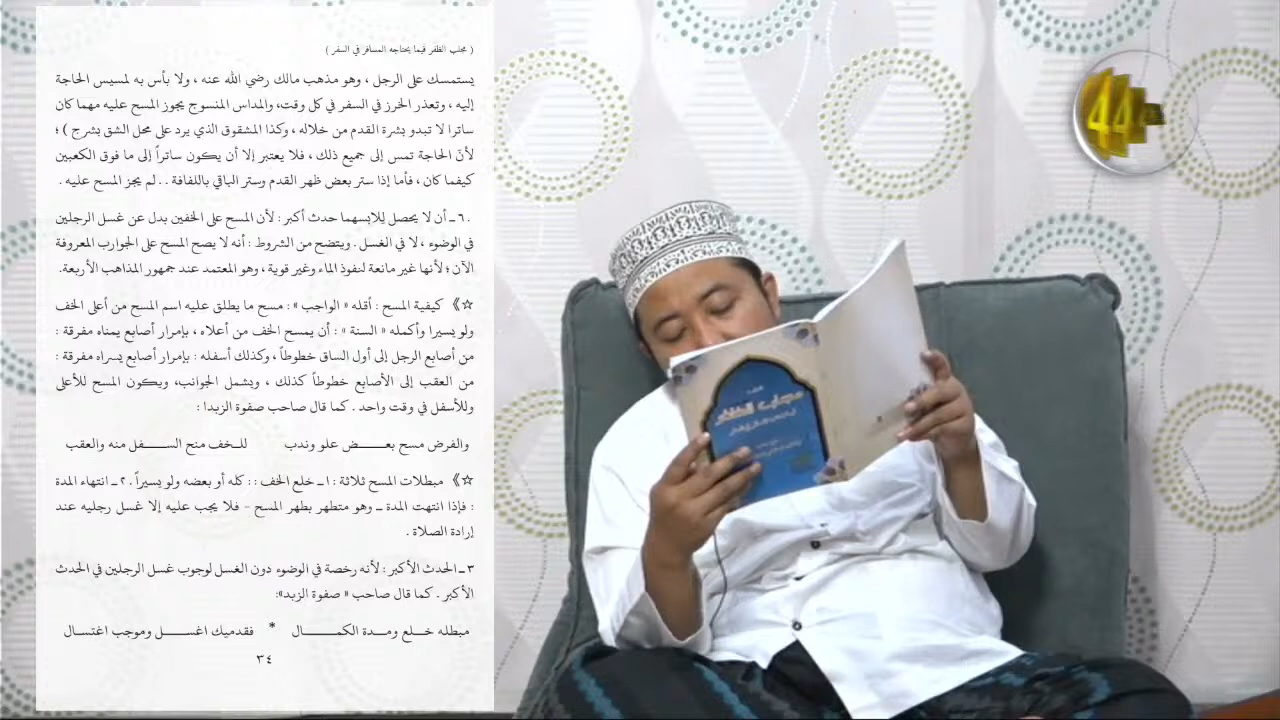 ( مجلب الظفر فيما يحتاجه المسافر في السفر )
يستمسك على الرجل ، وهو مذهب مالك رضي الله عنه ، ولا بأس به لمسيس الحاجة
إليه ، وتعذر الخرز في السفر في كل وقت، والمداس المنسوج يجوز المسح عليه مهما كان
ساترا لا تبدو بشرة القدم من خلاله ، وكذا المشقوق الذي يرد على محل الشق بشرج ) ؛
لأنّ الحاجة تمس إلى جميع ذلك ، فلا يعتبر إلا أن يكون ساتراً إلى ما فوق الكعبين
كيفما كان ، فأما إذا ستر بعض ظهر القدم وستر الباقي باللفافة . . لم يجز المسح عليه .
٦ ـ أن لا يحصل لِلابسهما حدث أكبر : لأن المسح على الخفين بدل عن غسل الرجلين
في الوضوء ، لا في الغسل . ويتضح من الشروط : أنه لا يصح المسح على الجوارب المعروفة
الآن ؛ لأنها غير مانعة لنفوذ الماء وغير قوية ، وهو المعتمد عند جمهور المذاهب الأربعة.
☆》 كيفية المسح : أقله « الواجب » : مسح ما يطلق عليه اسم المسح من أعلى الخف
ولو يسيرا وأكمله « السنة » : أن يمسح الخف من أعلاه ، بإمرار أصابع يمناه مفرقة :
من أصابع الرجل إلى أول الساق خطوطاً ، وكذلك أسفله : بإمرار أصابع يسراه مفرقة :
من العقب إلى الأصابع خطوطاً كذلك ، ويشمل الجوانب، ويكون المسح للأعلى
وللأسفل في وقت واحد . كما قال صاحب صفوة الزبدا :
والفرض مسح بعـــــض علو وندب للـخف منح الســـــفل منه والعقب
☆》 مبطلات المسح ثلاثة : ١ ـ خلع الخف : : كله أو بعضه ولو يسيراً . ٢ ـ انتهاء المدة
: فإذا انتهت المدة ـ وهو متطهر بطهر المسح - فلا يجب عليه إلا غسل رجليه عند
إرادة الصلاة .
٣ ـ الحدث الأكبر : لأنه رخصة في الوضوء دون الغسل لوجوب غسل الرجلين في الحدث
الأكبر . كما قال صاحب « صفوة الزبد»:
مبطله خـــلع ومـــدة الكمــــــال * فقدميك اغســـــل وموجب اغتســال
٣٤
44